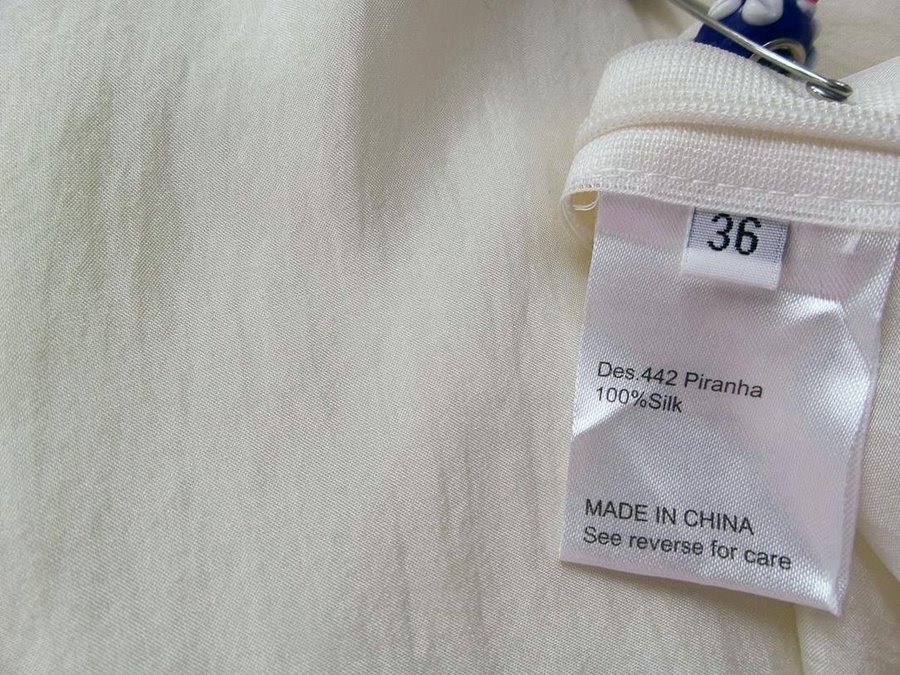 36
Des.442 Piranha
100%Silk
MADE IN CHINA
See reverse for care